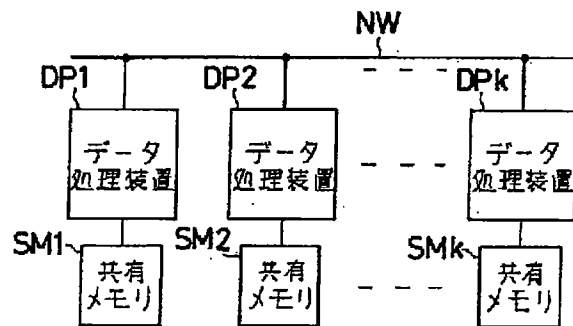 NW
DP1
DP2
DPk
データ
処理装置
データ
処理装置
データ
処理装置
SM1
SM2
SMk
共有
メモリ
共有
メモリ
共有
メモリ